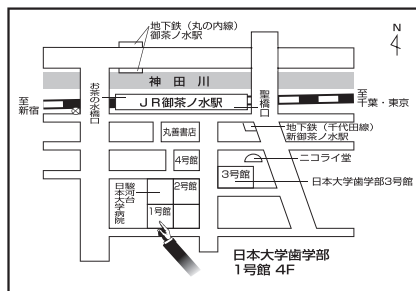 地下鉄(丸の内線)
御茶ノ水駅
N
神田川
至
新宿
お茶の水橋口
JR御茶ノ水駅
聖橋口
至
千葉・東京
丸善書店
地下鉄(千代田線)
新御茶ノ水駅
4号館
ニコライ堂
3号館
日本大学歯学部3号館
駿河台
日本大学病院
2号館
1号館
日本大学歯学部
1号館 4F